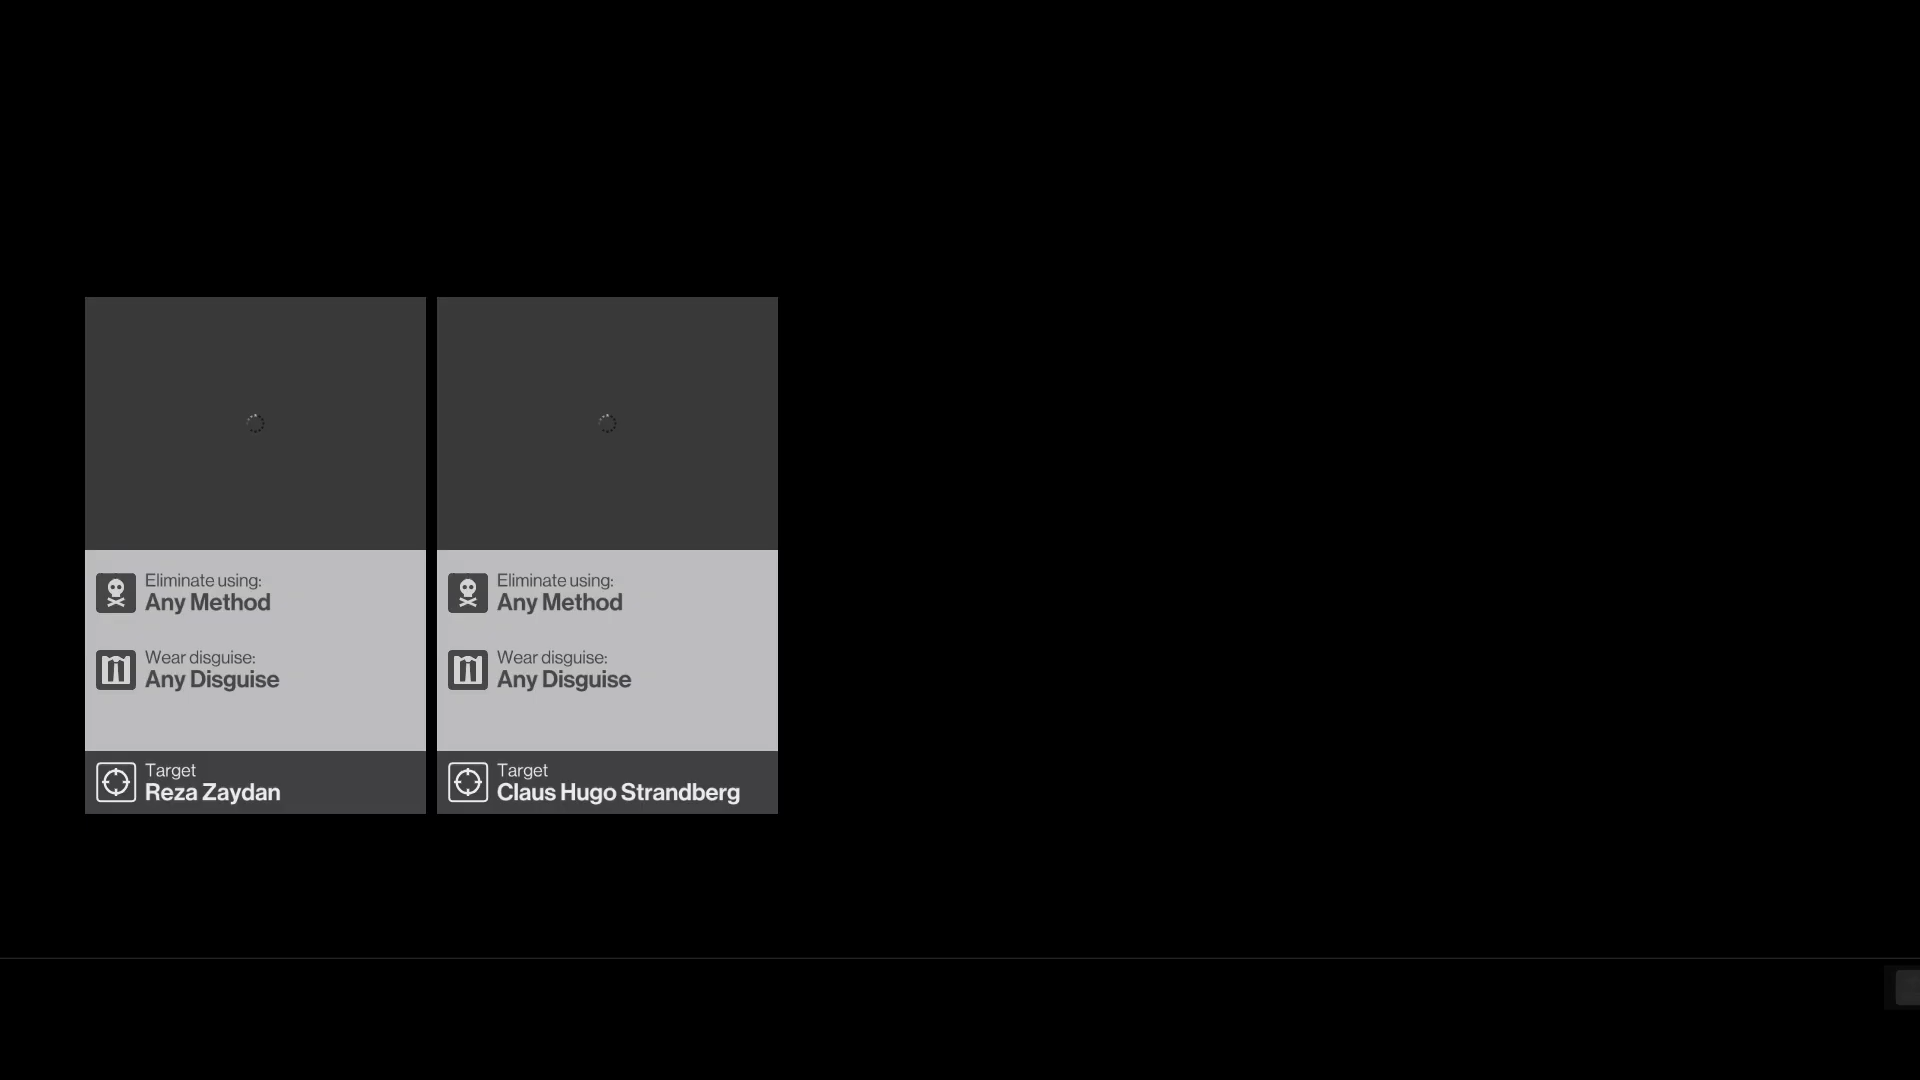 Eliminate using:
Any Method
Wear disguise:
Any Disguise
Target
Reza Zaydan
Eliminate using:
Any Method
Wear disguise:
Any Disguise
Target
Claus Hugo Strandberg